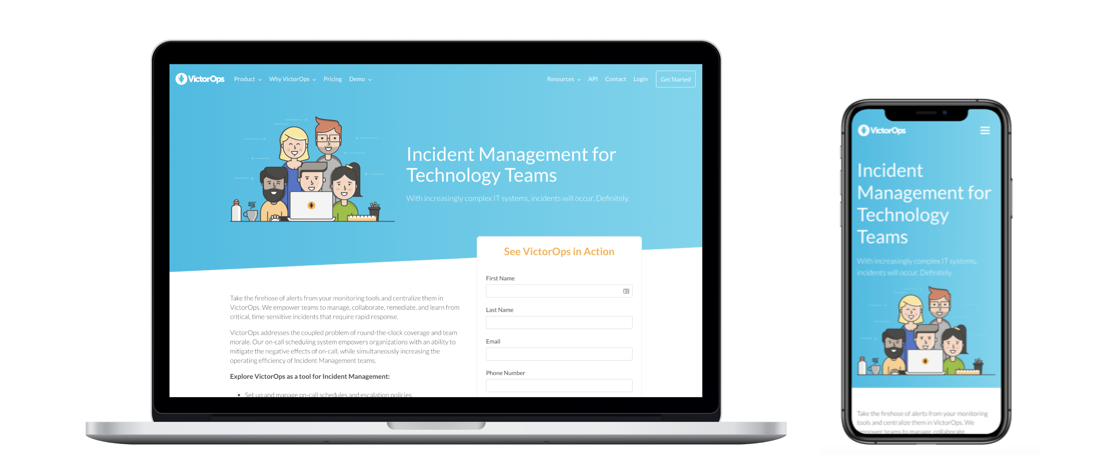 VictorOps Product Why VictorOps Pricing Demo Resources API Contact Login Get Started
Incident Management for
Technology Teams
With increasingly complex IT systems, incidents will occur. Definitely.
See VictorOps in Action
First Name
Last Name
Email
Phone Number
Take the firehose of alerts from your monitoring tools and centralize them in
VictorOps. We empower teams to manage, collaborate, remediate, and learn from
critical, time-sensitive incidents that require rapid response.
VictorOps addresses the coupled problem of round-the-clock coverage and team
morale. Our on-call scheduling system empowers organizations with an ability to
mitigate the negative effects of on-call, while simultaneously increasing the
operating efficiency of Incident Management teams.
Explore VictorOps as a tool for Incident Management:
• Set up and manage on-call schedules and escalation policies
VictorOps
Incident
Management for
Technology
Teams
With increasingly complex IT systems,
incidents will occur. Definitely.
Take the firehose of alerts from your monitoring
tools and centralize them in VictorOps. We
empower teams to manage, collaborate